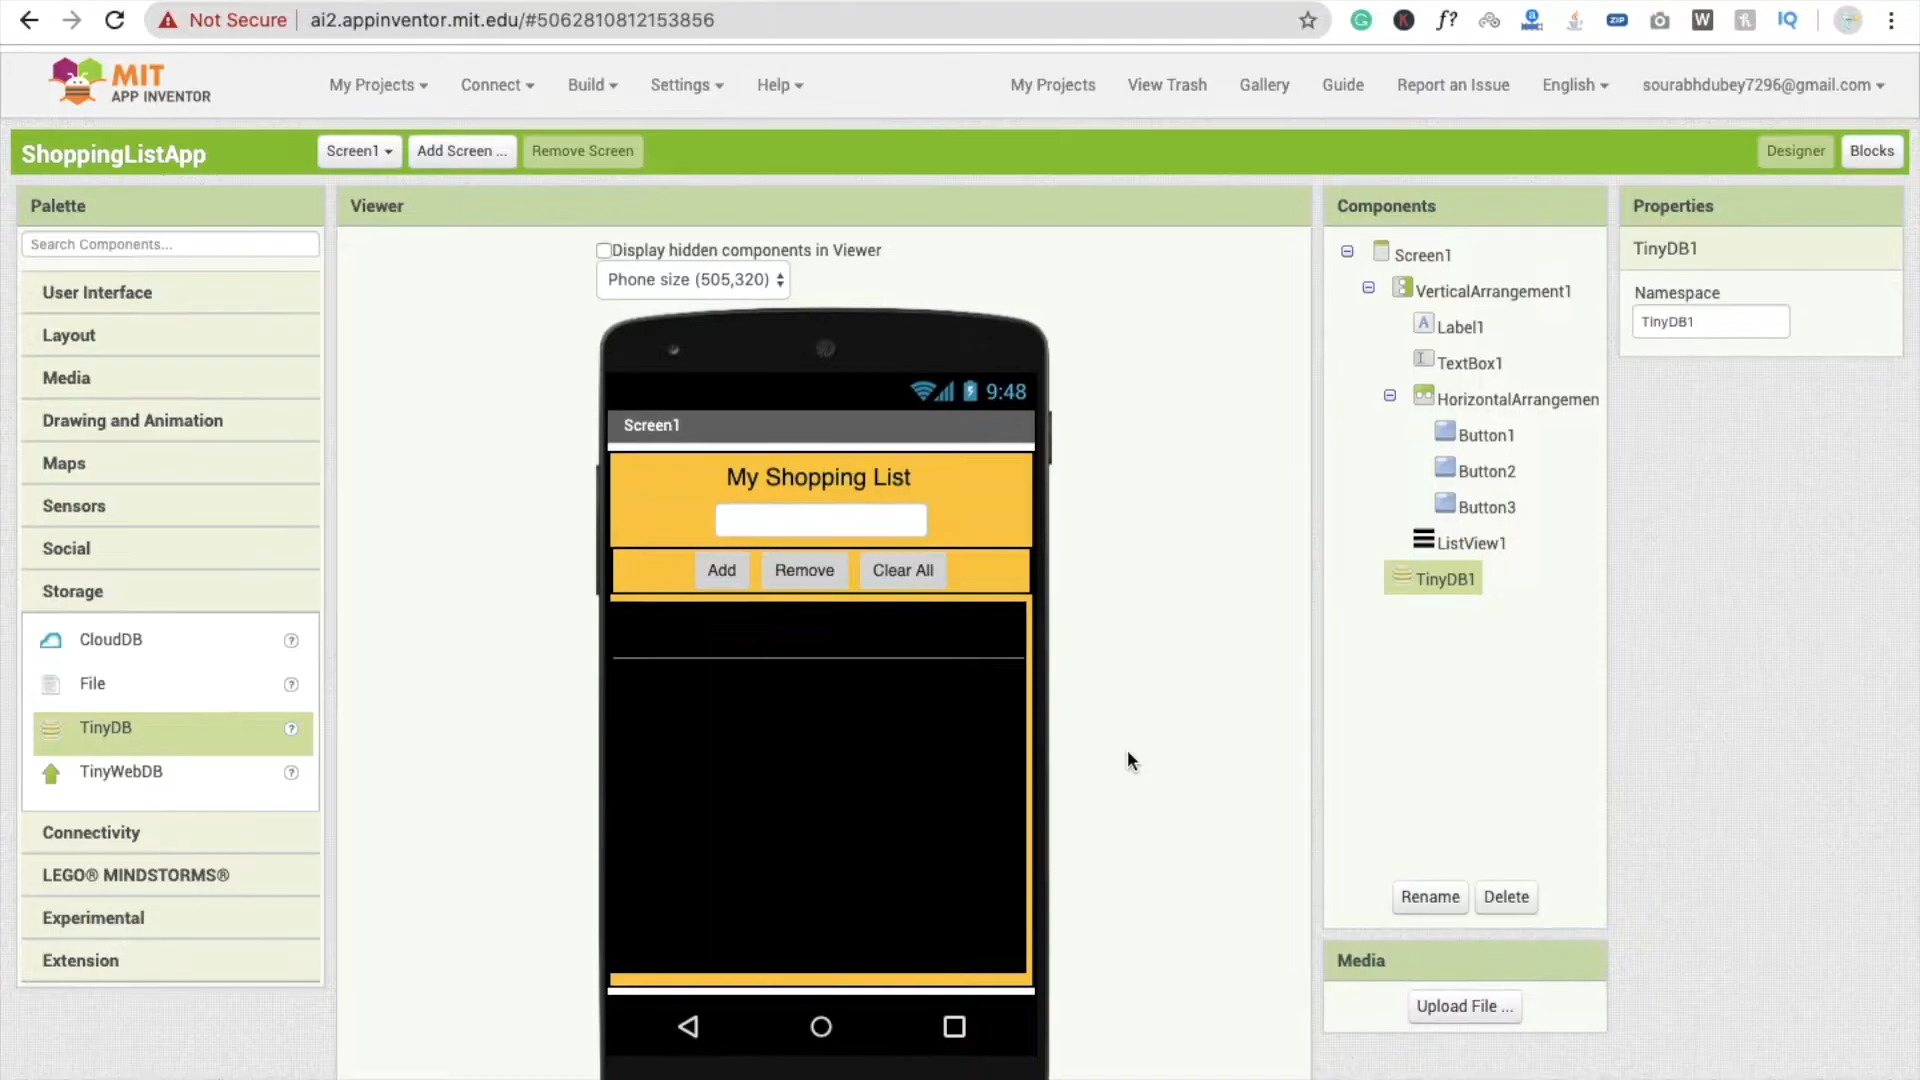 Not Secure | ai2.appinventor.mit.edu/#5062810812153856
f?
ZIP
W
IQ
MIT
APP INVENTOR
My Projects Connect Build Settings Help My Projects View Trash Gallery Guide Report an Issue English sourabhdubey7296@gmail.com
ShoppingListApp Screen1 Add Screen ... Remove Screen Designer Blocks
Palette
Search Components...
User Interface
Layout
Media
Drawing and Animation
Maps
Sensors
Social
Storage
CloudDB ?
File ?
TinyDB ?
TinyWebDB ?
Connectivity
LEGO® MINDSTORMS®
Experimental
Extension
Viewer
Display hidden components in Viewer
Phone size (505,320)
9:48
Screen1
My Shopping List
Add Remove Clear All
Components
Screen1
VerticalArrangement1
A Label1
TextBox1
HorizontalArrangemen
Button1
Button2
Button3
ListView1
TinyDB1
Rename Delete
Media
Upload File ...
Properties
TinyDB1
Namespace
TinyDB1